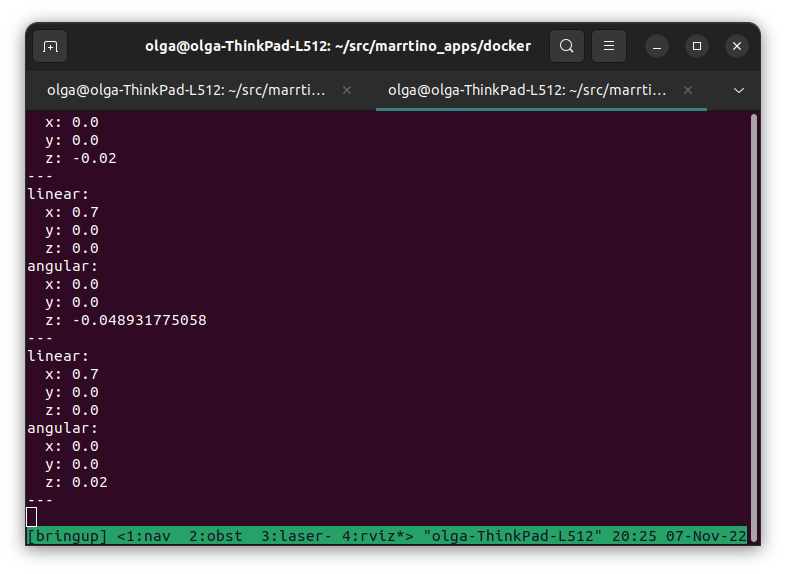 olga@olga-ThinkPad-L512: ~/src/marrtino_apps/docker
olga@olga-ThinkPad-L512: ~/src/marrti... olga@olga-ThinkPad-L512: ~/src/marrti...
  x: 0.0
  y: 0.0
  z: -0.02
---
linear:
  x: 0.7
  y: 0.0
  z: 0.0
angular:
  x: 0.0
  y: 0.0
  z: -0.048931775058
---
linear:
  x: 0.7
  y: 0.0
  z: 0.0
angular:
  x: 0.0
  y: 0.0
  z: 0.02
---
[bringup] <1:nav  2:obst  3:laser- 4:rviz*> "olga-ThinkPad-L512" 20:25 07-Nov-22